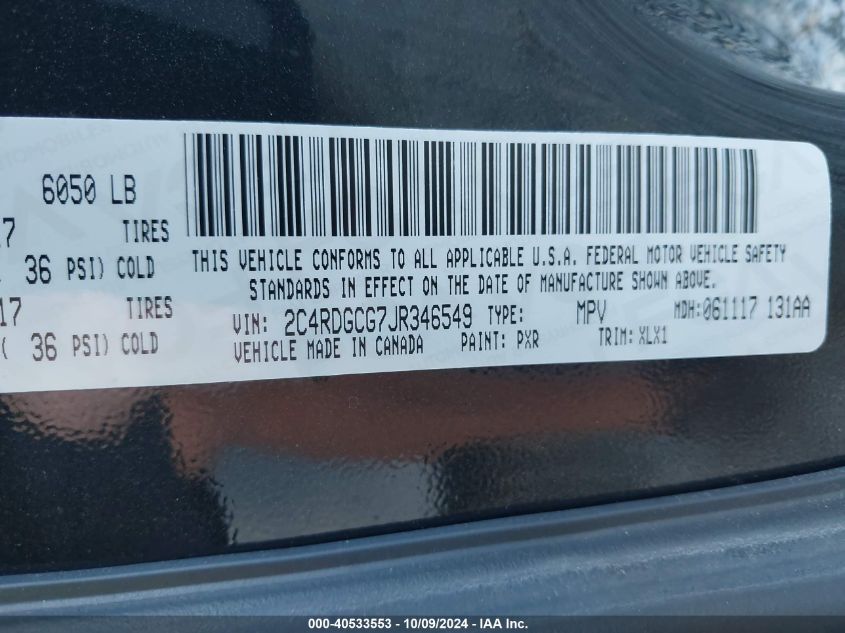 6050 LB
17 TIRES
36 PSI) COLD
17 TIRES
( 36 PSI) COLD
THIS VEHICLE CONFORMS TO ALL APPLICABLE U.S.A. FEDERAL MOTOR VEHICLE SAFETY
STANDARDS IN EFFECT ON THE DATE OF MANUFACTURE SHOWN ABOVE.
VIN: 2C4RDGCG7JR346549 TYPE: MPV MDH:061117 131AA
VEHICLE MADE IN CANADA PAINT: PXR TRIM: XLX1
000-40533553 - 10/09/2024 - IAA Inc.